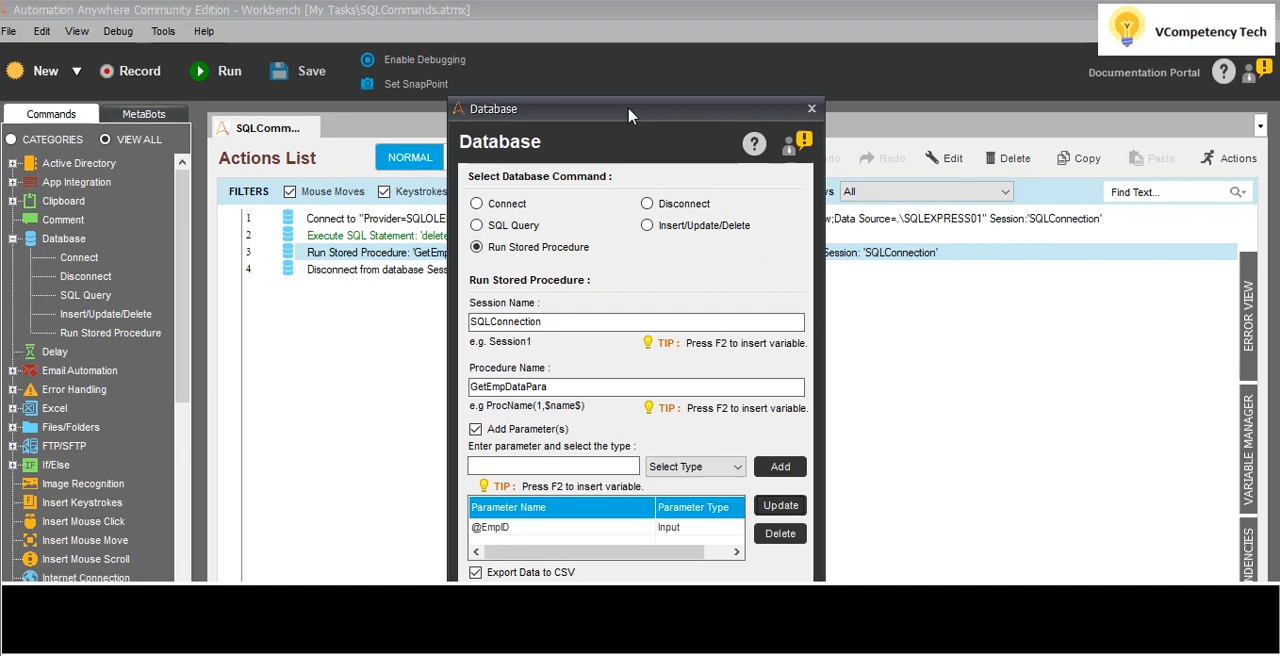 Automation Anywhere Community Edition - Workbench [My Tasks\SQLCommands.atmx]
VCompetency Tech
File Edit View Debug Tools Help
New Record Run Save
Enable Debugging
Set SnapPoint
Documentation Portal
Commands MetaBots
CATEGORIES VIEW ALL
Active Directory
App Integration
Clipboard
Comment
Database
Connect
Disconnect
SQL Query
Insert/Update/Delete
Run Stored Procedure
Delay
Email Automation
Error Handling
Excel
Files/Folders
FTP/SFTP
If/Else
Image Recognition
Insert Keystrokes
Insert Mouse Click
Insert Mouse Move
Insert Mouse Scroll
Internet Connection
SQLComm...
Actions List NORMAL
Redo Edit Delete Copy Paste Actions
FILTERS Mouse Moves Keystrokes
All Find Text...
1 Connect to "Provider=SQLOLE
Data Source=.\SQLEXPRESS01" Session:'SQLConnection'
2 Execute SQL Statement: 'delete
3 Run Stored Procedure: 'GetEmp
Session: 'SQLConnection'
4 Disconnect from database Sess
Database
Database
Select Database Command :
Connect Disconnect
SQL Query Insert/Update/Delete
Run Stored Procedure
Run Stored Procedure :
Session Name :
SQLConnection
e.g. Session1 TIP : Press F2 to insert variable.
Procedure Name :
GetEmpDataPara
e.g ProcName(1,$name$) TIP : Press F2 to insert variable.
Add Parameter(s)
Enter parameter and select the type :
Select Type Add
TIP : Press F2 to insert variable.
Parameter Name Parameter Type Update
@EmpID Input
Delete
Export Data to CSV
ERROR VIEW
VARIABLE MANAGER